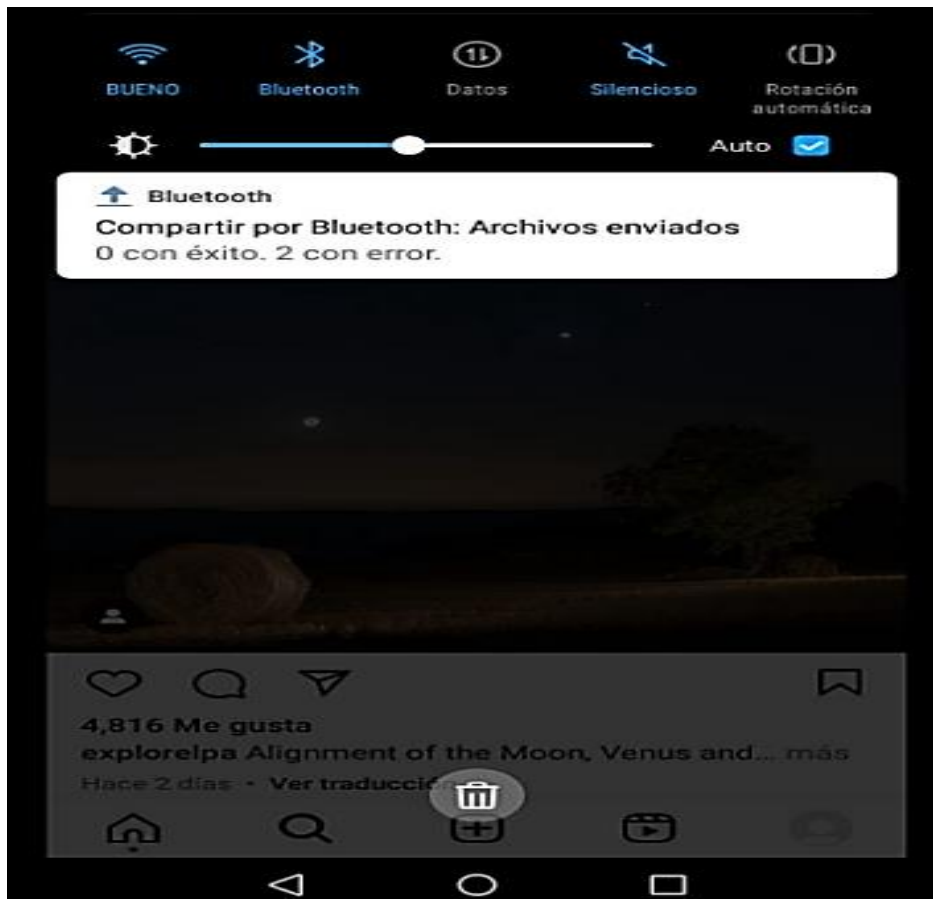 BUENO
Bluetooth
Datos
Silencioso
Rotación
automática
Auto
Bluetooth
Compartir por Bluetooth: Archivos enviados
0 con éxito. 2 con error.
4,816 Me gusta
explorelpa Alignment of the Moon, Venus and... más
Hace 2 días • Ver traducción